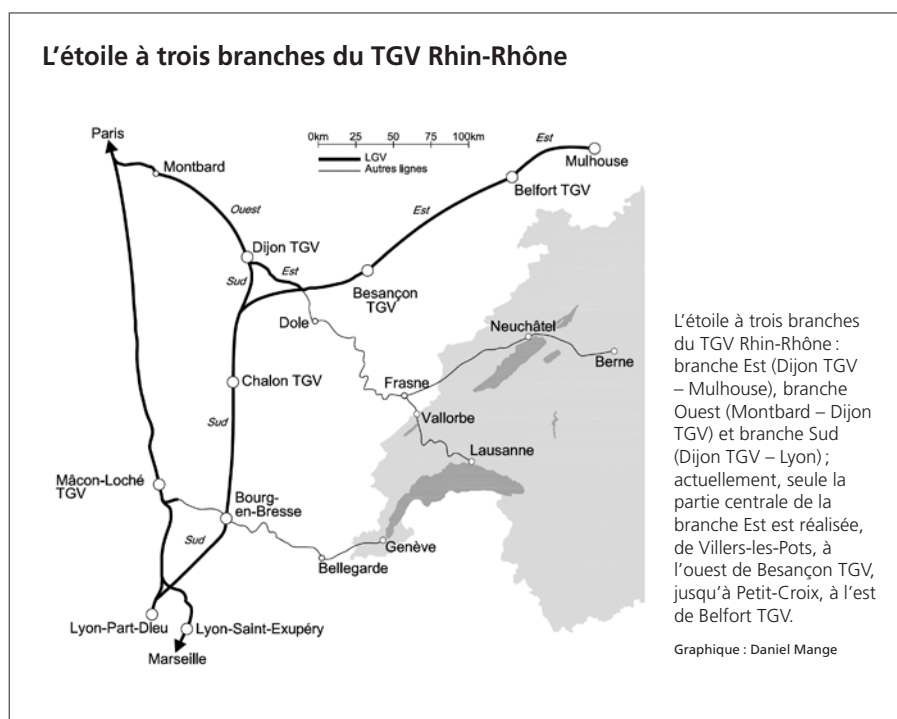 L'étoile à trois branches du TGV Rhin-Rhône
Paris
Montbard
0km 25 50 75 100km
LGV
Autres lignes
Est
Mulhouse
Belfort TGV
Ouest
Est
Dijon TGV
Sud
Est
Besançon
TGV
Dole
Neuchâtel
Berne
Chalon TGV
Frasne
Vallorbe
Sud
Lausanne
Mâcon-Loché
TGV
Bourg-
en-Bresse
Sud
Genève
Bellegarde
Lyon-Part-Dieu
Lyon-Saint-Exupéry
Marseille
L'étoile à trois branches
du TGV Rhin-Rhône :
branche Est (Dijon TGV
– Mulhouse), branche
Ouest (Montbard – Dijon
TGV) et branche Sud
(Dijon TGV – Lyon) ;
actuellement, seule la
partie centrale de la
branche Est est réalisée,
de Villers-les-Pots, à
l'ouest de Besançon TGV,
jusqu'à Petit-Croix, à l'est
de Belfort TGV.
Graphique : Daniel Mange